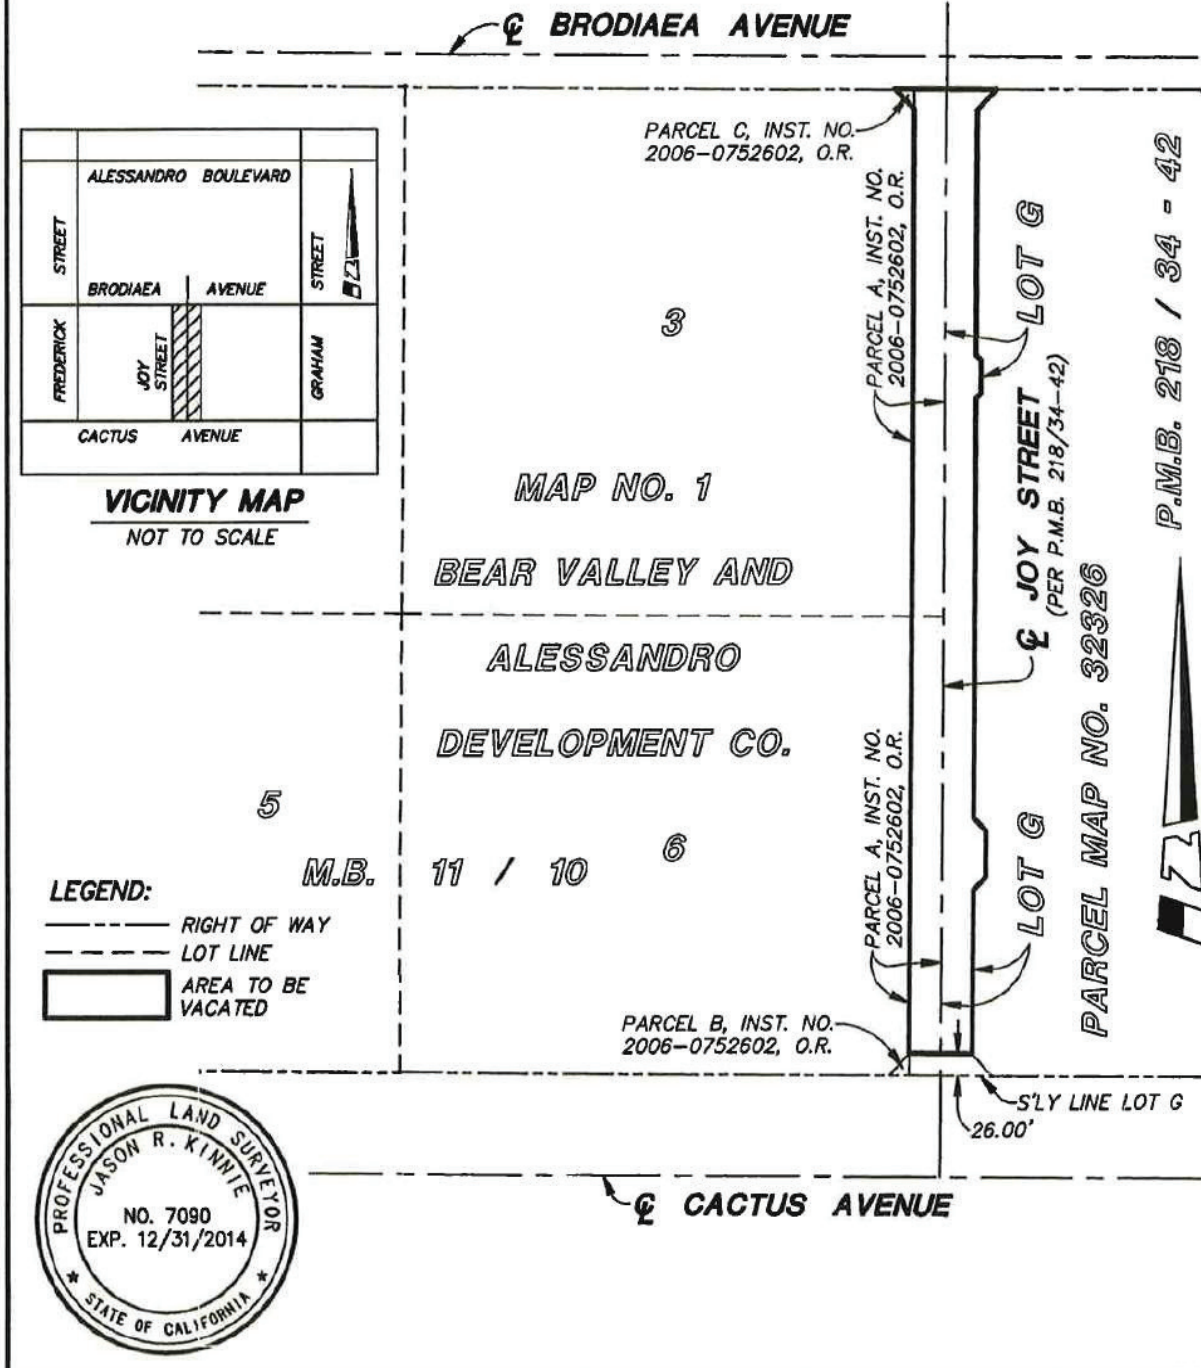 ℄ BRODIAEA AVENUE
ALESSANDRO BOULEVARD
STREET
STREET
BRODIAEA AVENUE
FREDERICK
JOY
STREET
GRAHAM
CACTUS AVENUE
VICINITY MAP
NOT TO SCALE
PARCEL C, INST. NO.
2006-0752602, O.R.
PARCEL A, INST. NO.
2006-0752602, O.R.
LOT G
P.M.B. 218 / 34 - 42
3
MAP NO. 1
BEAR VALLEY AND
ALESSANDRO
DEVELOPMENT CO.
℄ JOY STREET
(PER P.M.B. 218/34-42)
PARCEL MAP NO. 32326
5
M.B. 11 / 10
6
PARCEL A, INST. NO.
2006-0752602, O.R.
LOT G
LEGEND:
RIGHT OF WAY
LOT LINE
AREA TO BE
VACATED
PARCEL B, INST. NO.
2006-0752602, O.R.
S'LY LINE LOT G
26.00'
℄ CACTUS AVENUE
PROFESSIONAL LAND SURVEYOR
JASON R. KINNIE
NO. 7090
EXP. 12/31/2014
STATE OF CALIFORNIA